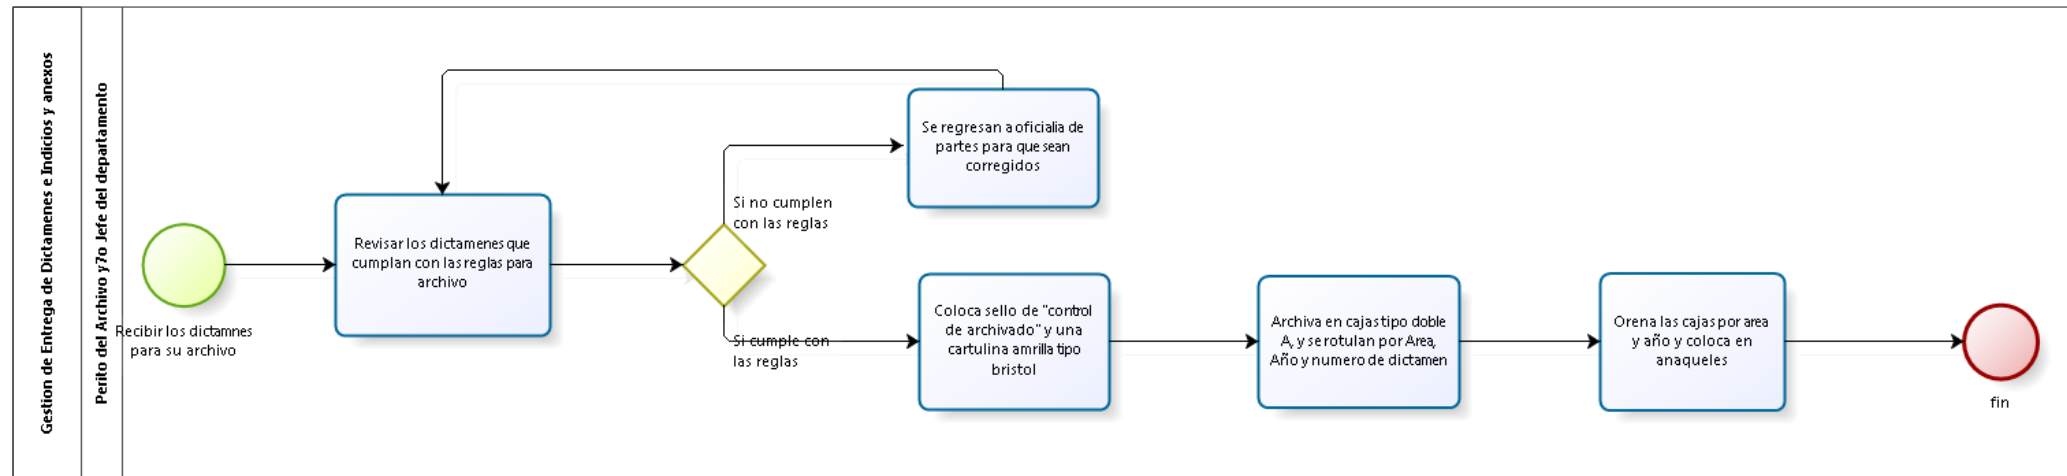 Gestion de Entrega de Dictamenes e Indicios y anexos
Perito del Archivo y7o Jefe del departamento
Recibir los dictamnes
para su archivo
Revisar los dictamenes que
cumplan con las reglas para
archivo
Si no cumplen
con las reglas
Se regresan a oficialia de
partes para que sean
corregidos
Si cumple con
las reglas
Coloca sello de "control
de archivado" y una
cartulina amrilla tipo
bristol
Archiva en cajas tipo doble
A, y se rotulan por Area,
Año y numero de dictamen
Orena las cajas por area
y año y coloca en
anaqueles
fin